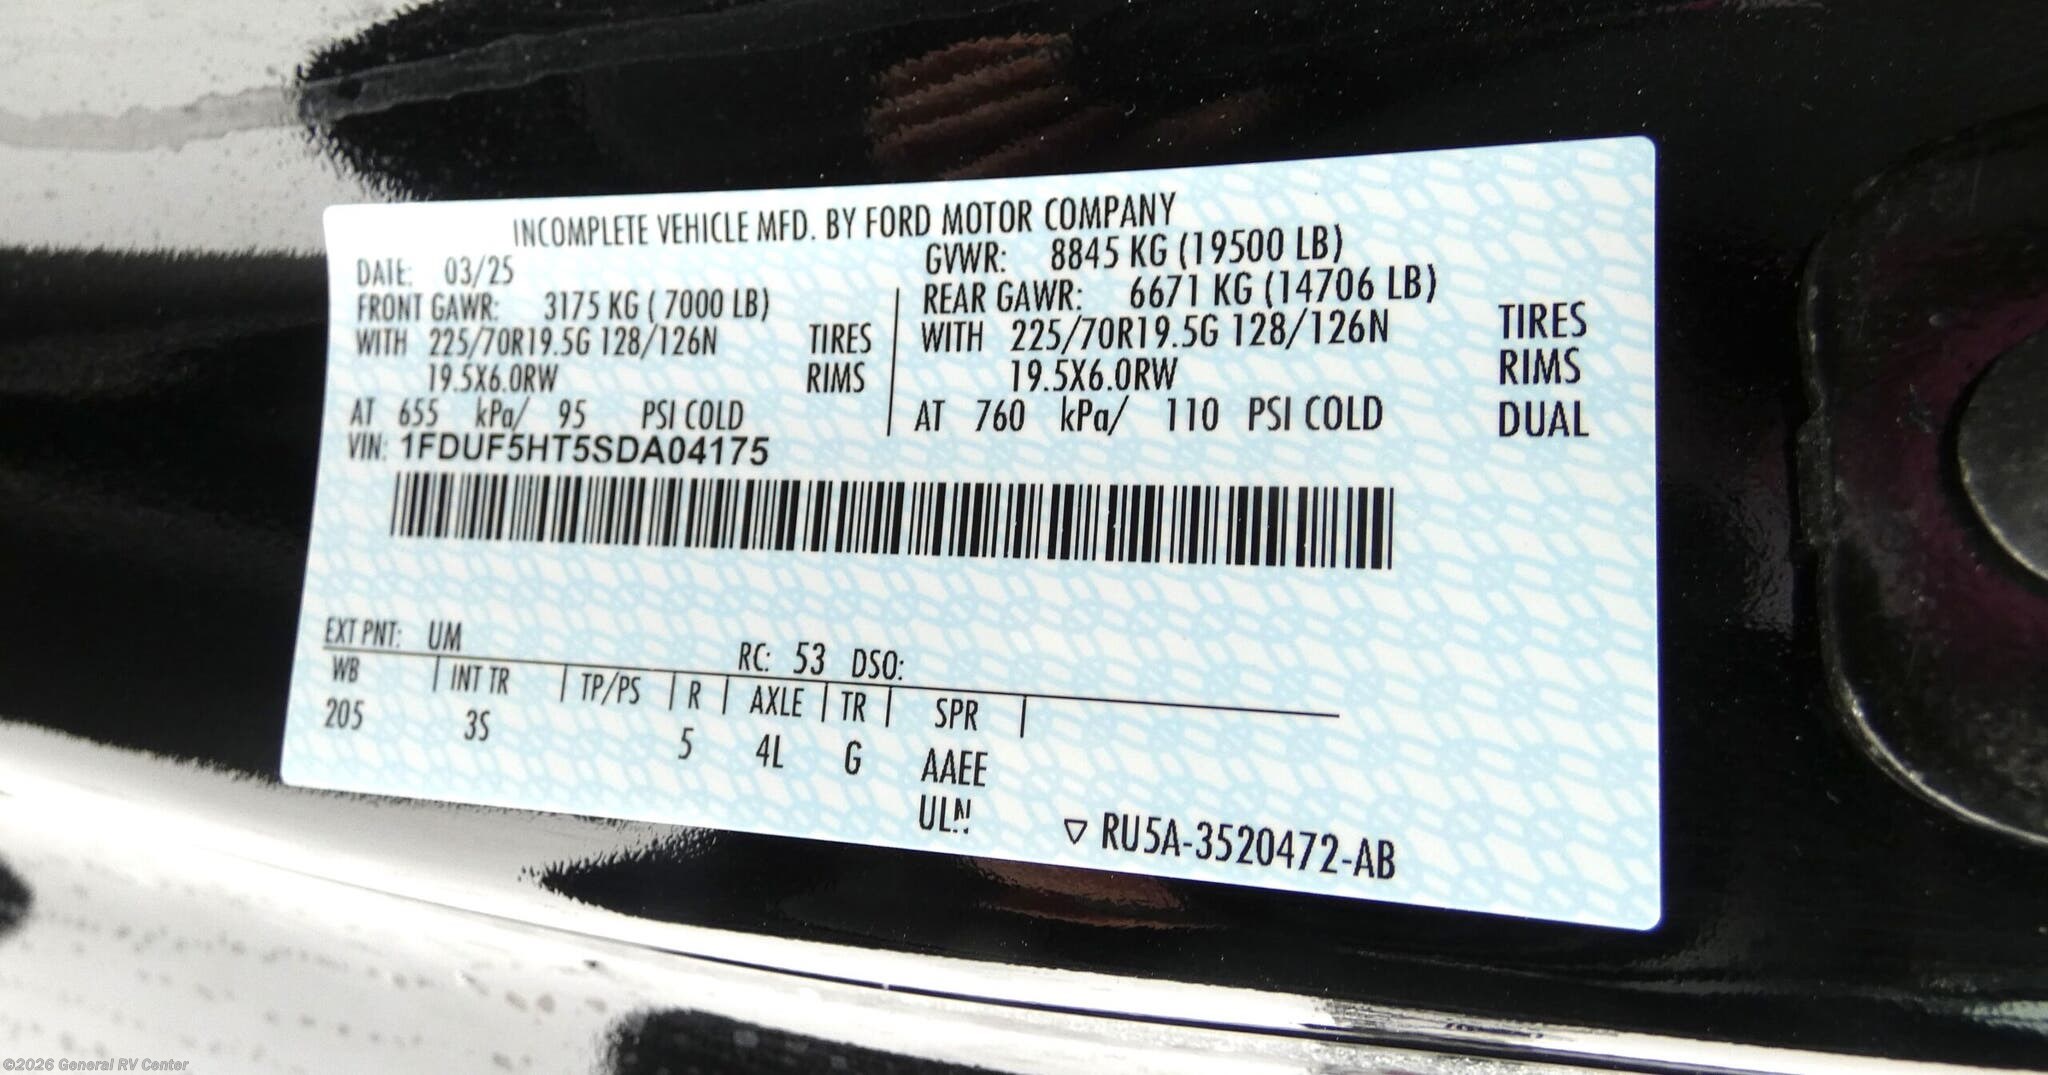 INCOMPLETE VEHICLE MFD. BY FORD MOTOR COMPANY
DATE: 03/25 GVWR: 8845 KG (19500 LB)
FRONT GAWR: 3175 KG ( 7000 LB) REAR GAWR: 6671 KG (14706 LB)
WITH 225/70R19.5G 128/126N TIRES WITH 225/70R19.5G 128/126N TIRES
19.5X6.0RW RIMS 19.5X6.0RW RIMS
AT 655 kPa/ 95 PSI COLD AT 760 kPa/ 110 PSI COLD DUAL
VIN: 1FDUF5HT5SDA04175
EXT PNT: UM RC: 53 DSO:
WB INT TR TP/PS R AXLE TR SPR
205 3S 5 4L G AAEE
ULN
RU5A-3520472-AB
©2026 General RV Center